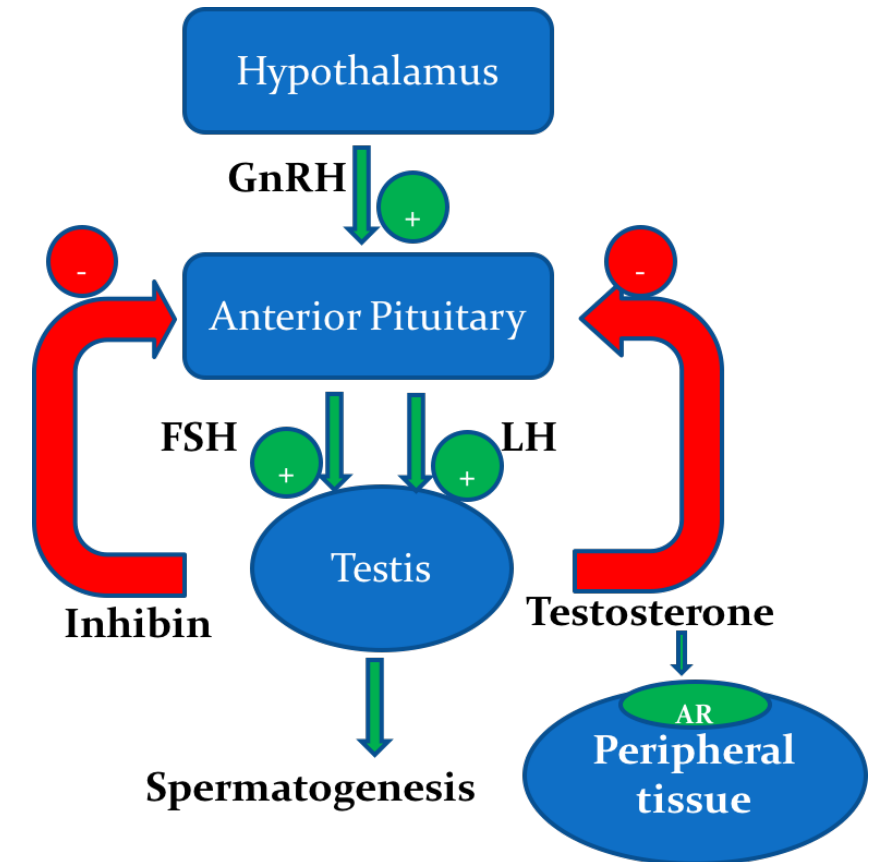 Hypothalamus
GnRH
+
-
-
Anterior Pituitary
FSH
LH
+
+
Testis
Inhibin
Testosterone
AR
Peripheral
tissue
Spermatogenesis